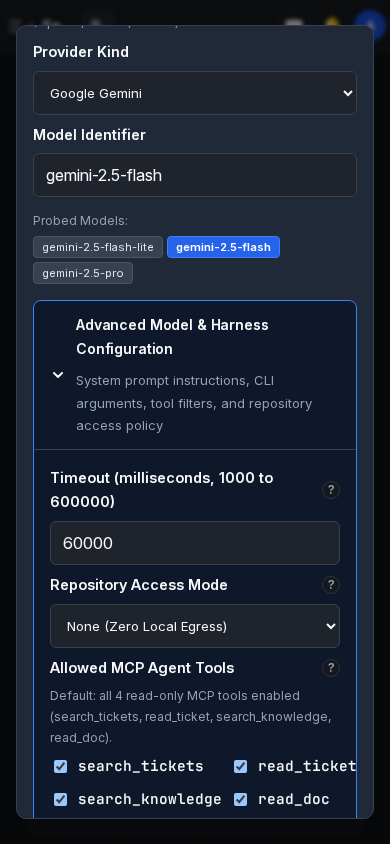 Provider Kind
Google Gemini
Model Identifier
gemini-2.5-flash
Probed Models:
gemini-2.5-flash-lite
gemini-2.5-flash
gemini-2.5-pro
Advanced Model & Harness
Configuration
System prompt instructions, CLI
arguments, tool filters, and repository
access policy
Timeout (milliseconds, 1000 to
600000)
?
60000
Repository Access Mode
?
None (Zero Local Egress)
Allowed MCP Agent Tools
?
Default: all 4 read-only MCP tools enabled
(search_tickets, read_ticket, search_knowledge,
read_doc).
search_tickets
read_ticket
search_knowledge
read_doc